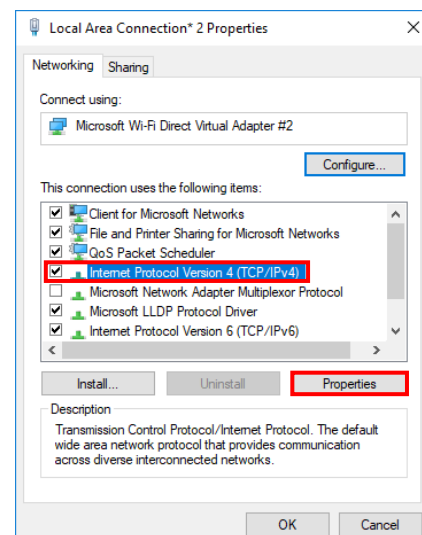 Local Area Connection* 2 Properties
Networking
Sharing
Connect using:
Microsoft Wi-Fi Direct Virtual Adapter #2
Configure...
This connection uses the following items:
Client for Microsoft Networks
File and Printer Sharing for Microsoft Networks
QoS Packet Scheduler
Internet Protocol Version 4 (TCP/IPv4)
Microsoft Network Adapter Multiplexor Protocol
Microsoft LLDP Protocol Driver
Internet Protocol Version 6 (TCP/IPv6)
Install...
Uninstall
Properties
Description
Transmission Control Protocol/Internet Protocol. The default
wide area network protocol that provides communication
across diverse interconnected networks.
OK
Cancel